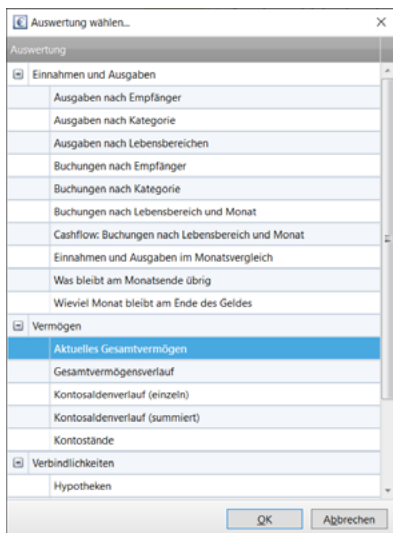 Auswertung wählen...
Auswertung
Einnahmen und Ausgaben
Ausgaben nach Empfänger
Ausgaben nach Kategorie
Ausgaben nach Lebensbereichen
Buchungen nach Empfänger
Buchungen nach Kategorie
Buchungen nach Lebensbereich und Monat
Cashflow: Buchungen nach Lebensbereich und Monat
Einnahmen und Ausgaben im Monatsvergleich
Was bleibt am Monatsende übrig
Wieviel Monat bleibt am Ende des Geldes
Vermögen
Aktuelles Gesamtvermögen
Gesamtvermögensverlauf
Kontosaldenverlauf (einzeln)
Kontosaldenverlauf (summiert)
Kontostände
Verbindlichkeiten
Hypotheken
OK Abbrechen